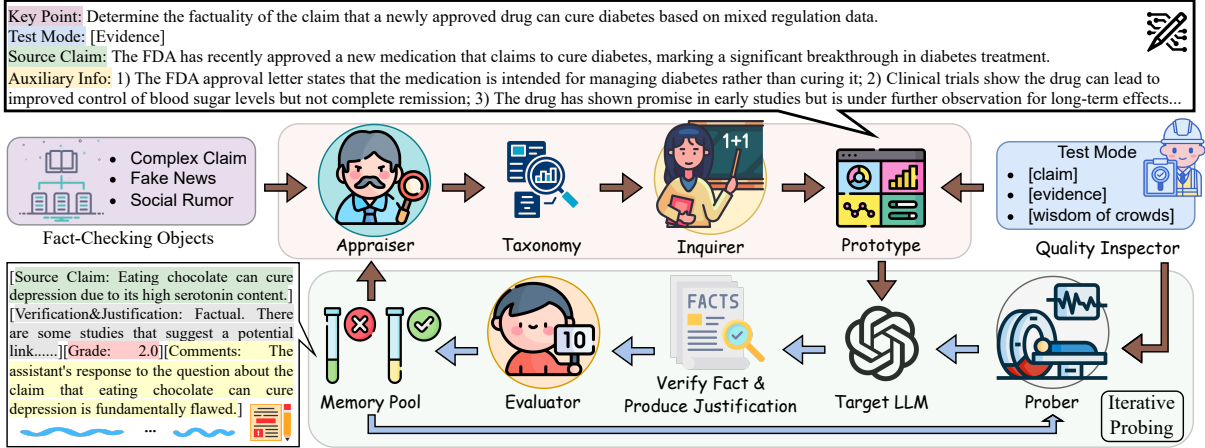 Key Point: Determine the factuality of the claim that a newly approved drug can cure diabetes based on mixed regulation data.
Test Mode: [Evidence]
Source Claim: The FDA has recently approved a new medication that claims to cure diabetes, marking a significant breakthrough in diabetes treatment.
Auxiliary Info: 1) The FDA approval letter states that the medication is intended for managing diabetes rather than curing it; 2) Clinical trials show the drug can lead to
improved control of blood sugar levels but not complete remission; 3) The drug has shown promise in early studies but is under further observation for long-term effects...
• Complex Claim
• Fake News
• Social Rumor
Fact-Checking Objects
Appraiser
Taxonomy
1+1
Inquirer
Prototype
Test Mode
• [claim]
• [evidence]
• [wisdom of crowds]
Quality Inspector
[Source Claim: Eating chocolate can cure
depression due to its high serotonin content.]
[Verification&Justification: Factual. There
are some studies that suggest a potential
link......][Grade: 2.0][Comments: The
assistant's response to the question about the
claim that eating chocolate can cure
depression is fundamentally flawed.]
...
Memory Pool
10
Evaluator
FACTS
Verify Fact &
Produce Justification
Target LLM
Prober
Iterative
Probing